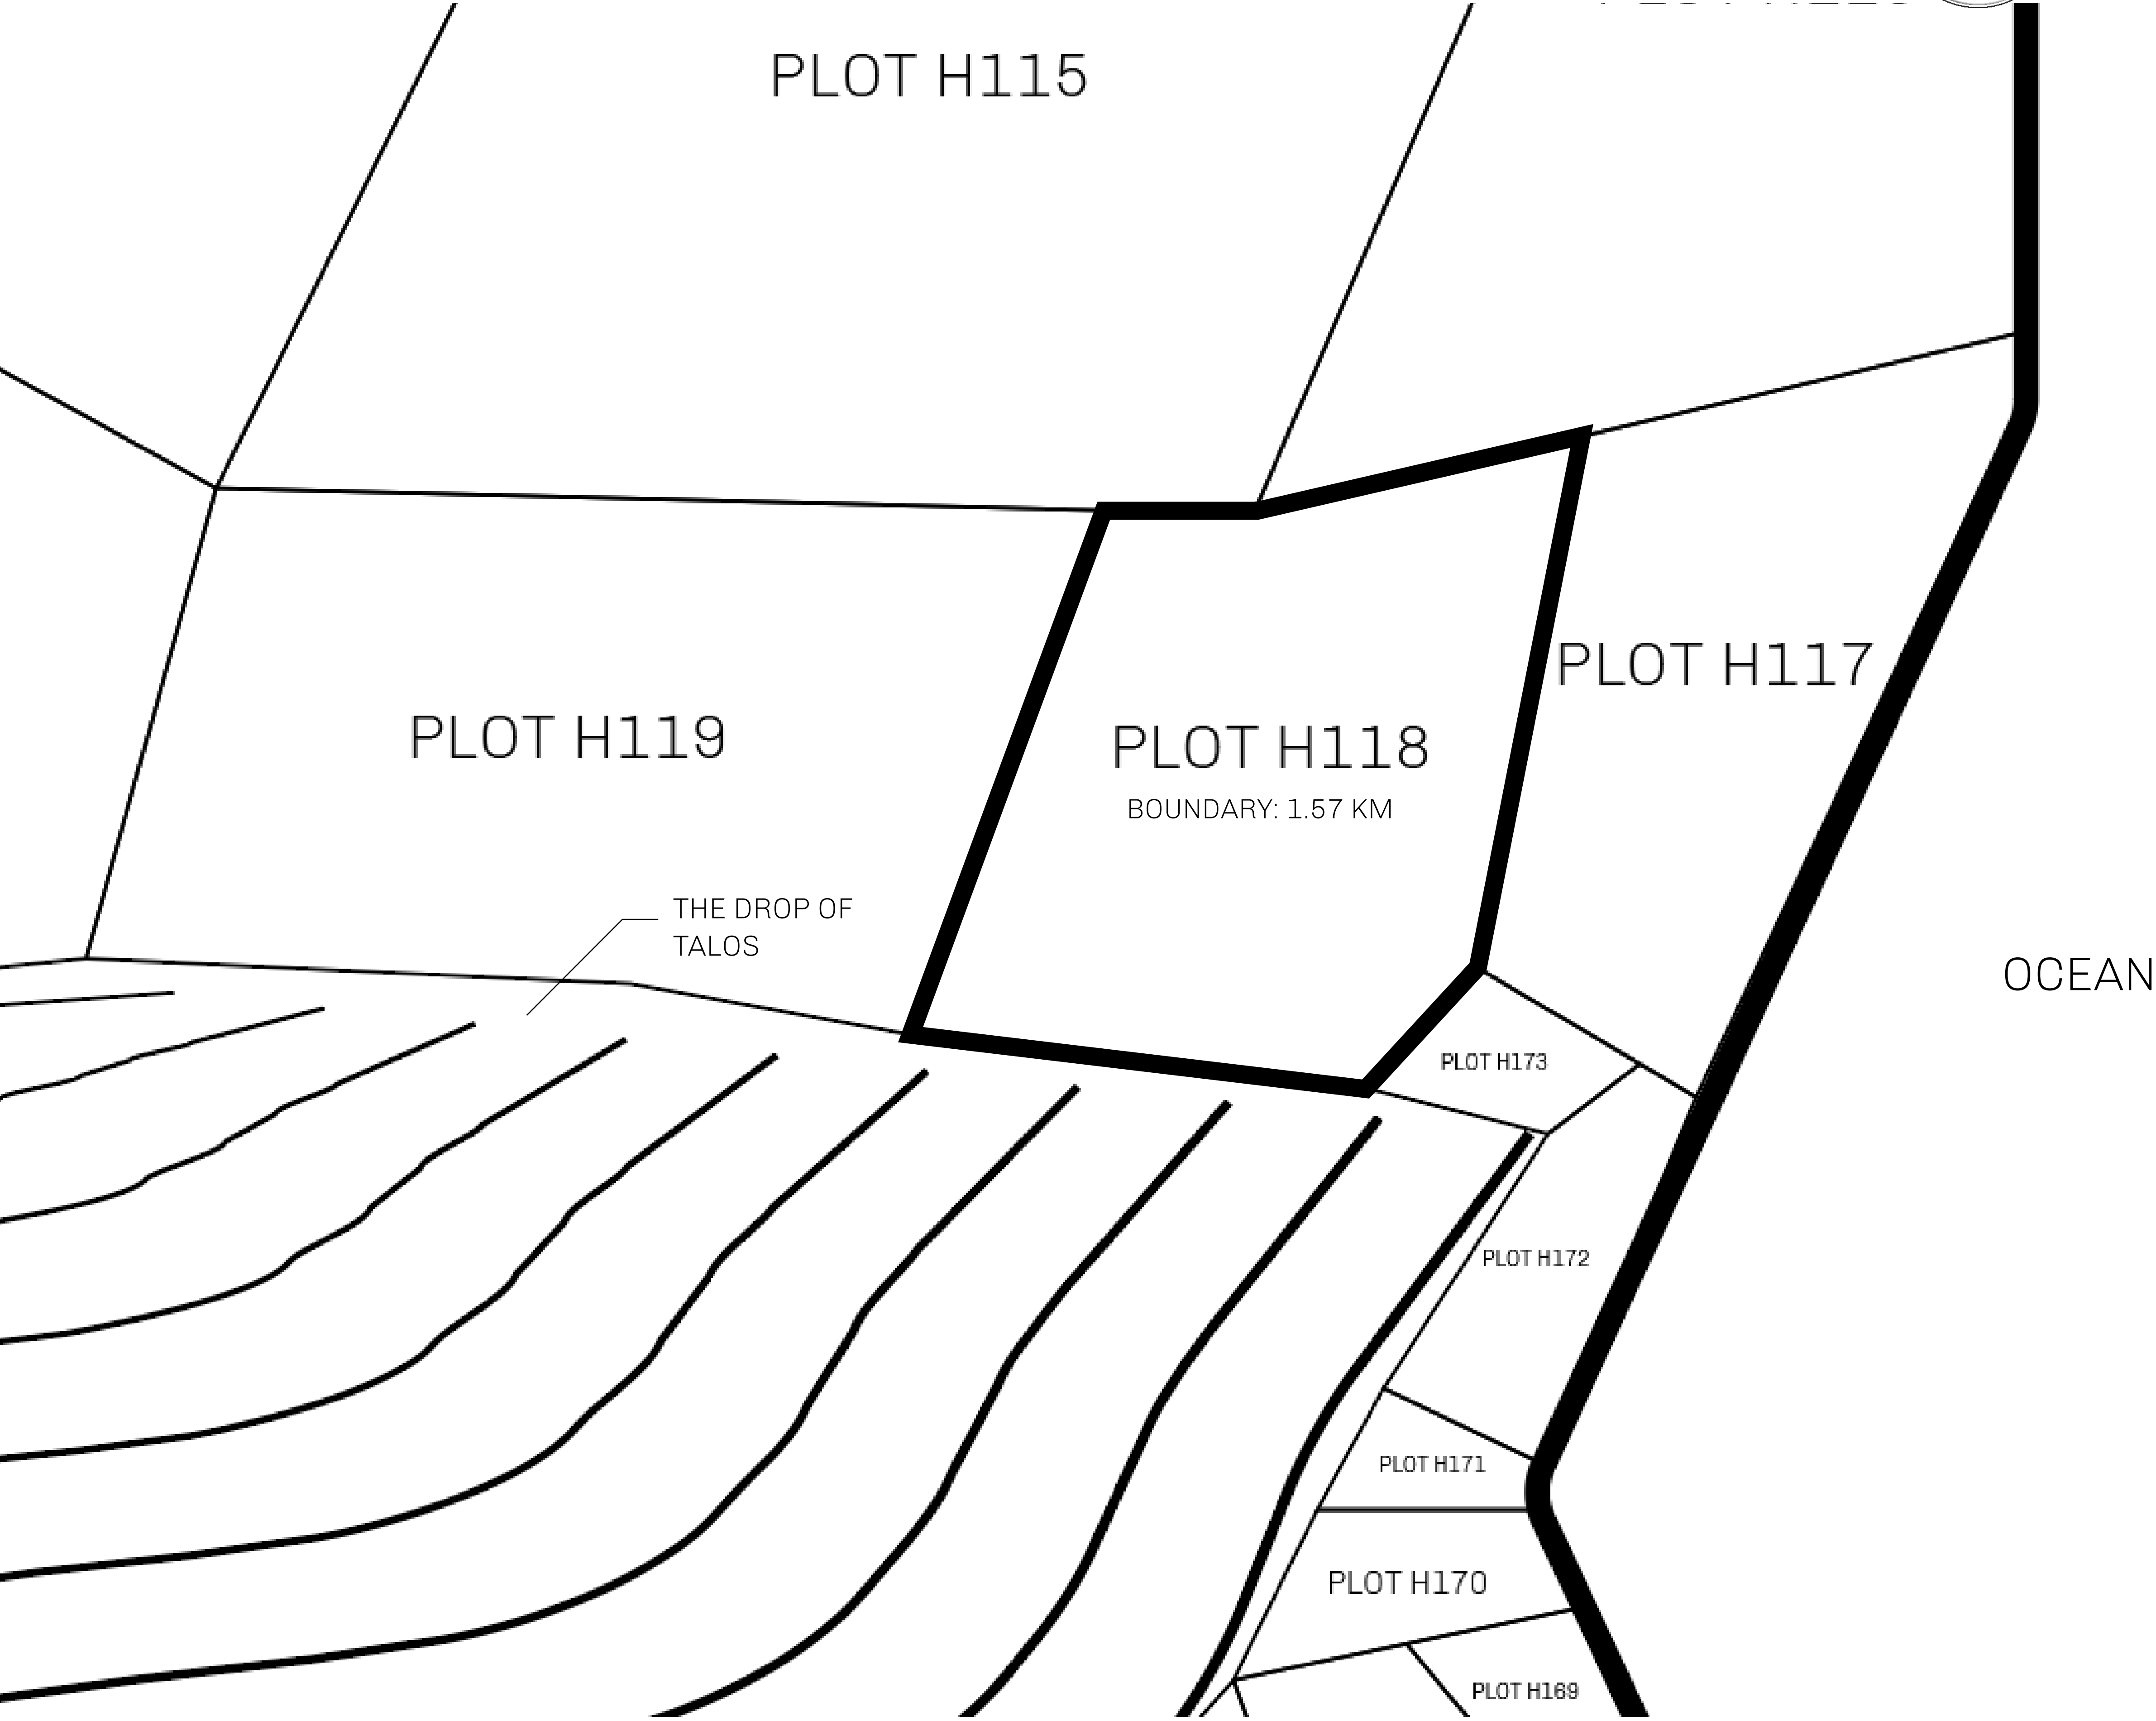 PLOT H115
PLOT H117
PLOT H119
PLOT H118
BOUNDARY: 1.57 KM
THE DROP OF
TALOS
OCEAN
PLOT H173
PLOT H172
PLOT H171
PLOT H170
PLOT H169